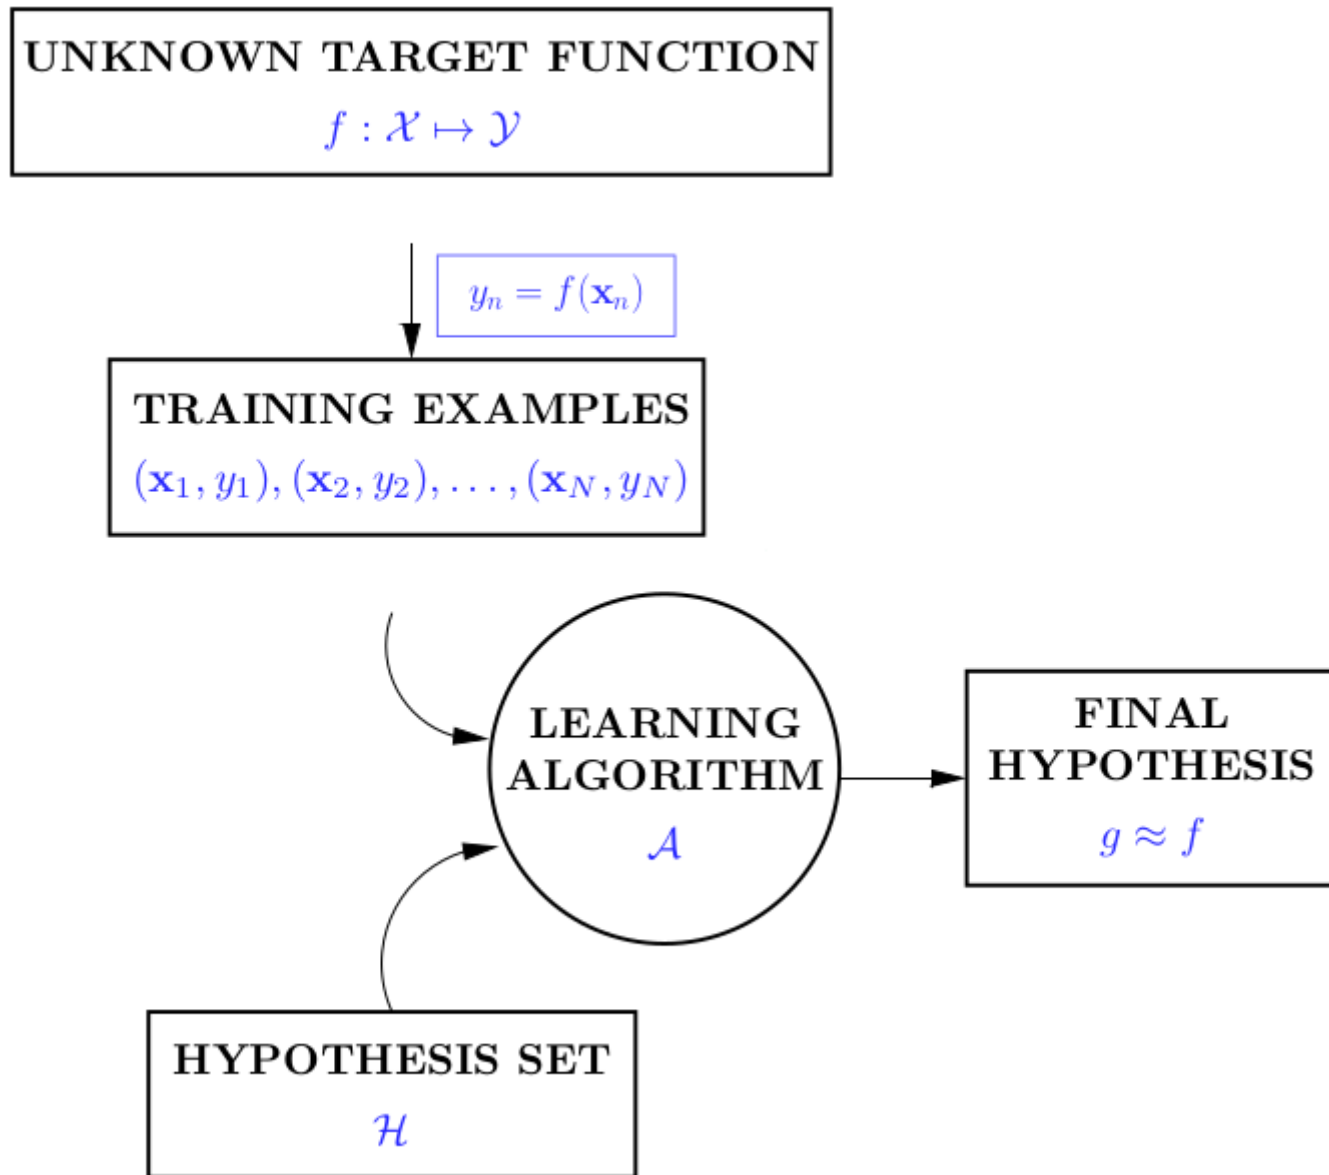 UNKNOWN TARGET FUNCTION
f : 𝒳 ↦ 𝒴
yₙ = f(𝐱ₙ)
TRAINING EXAMPLES
(𝐱₁, y₁), (𝐱₂, y₂), . . . , (𝐱_N, y_N)
LEARNING
ALGORITHM
𝒜
FINAL
HYPOTHESIS
g ≈ f
HYPOTHESIS SET
ℋ